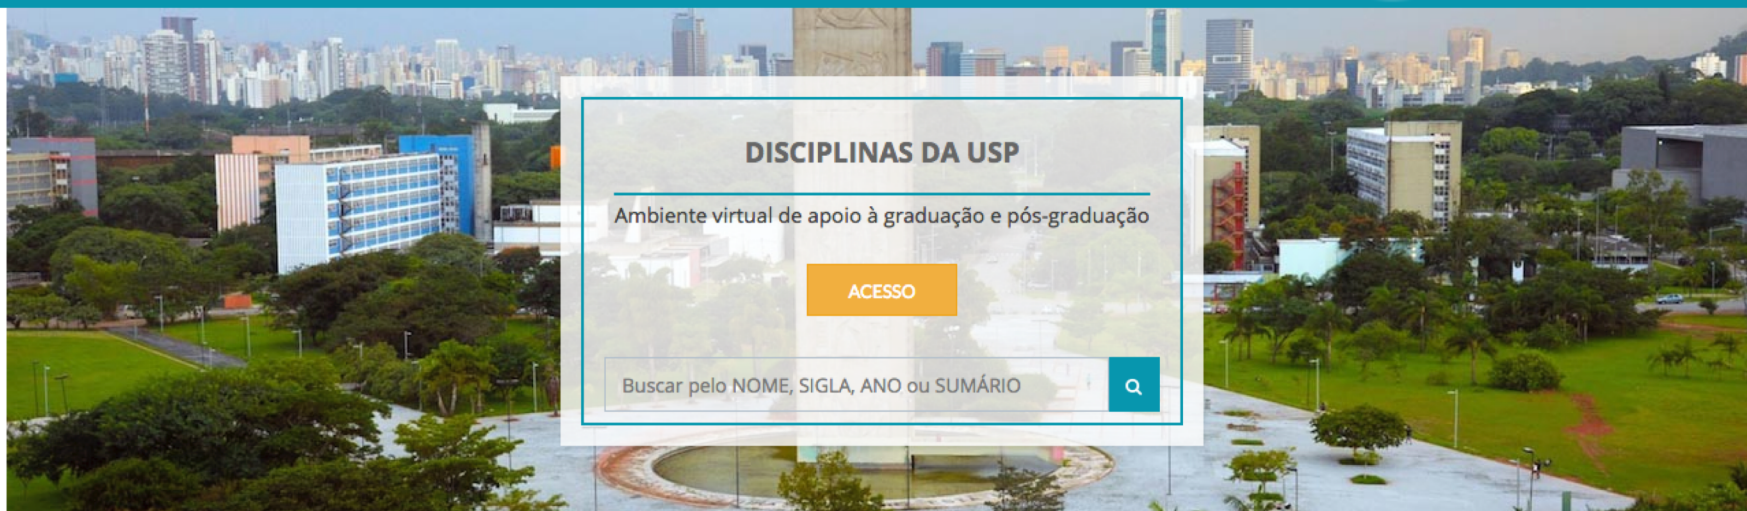 DISCIPLINAS DA USP
Ambiente virtual de apoio à graduação e pós-graduação
ACESSO
Buscar pelo NOME, SIGLA, ANO ou SUMÁRIO